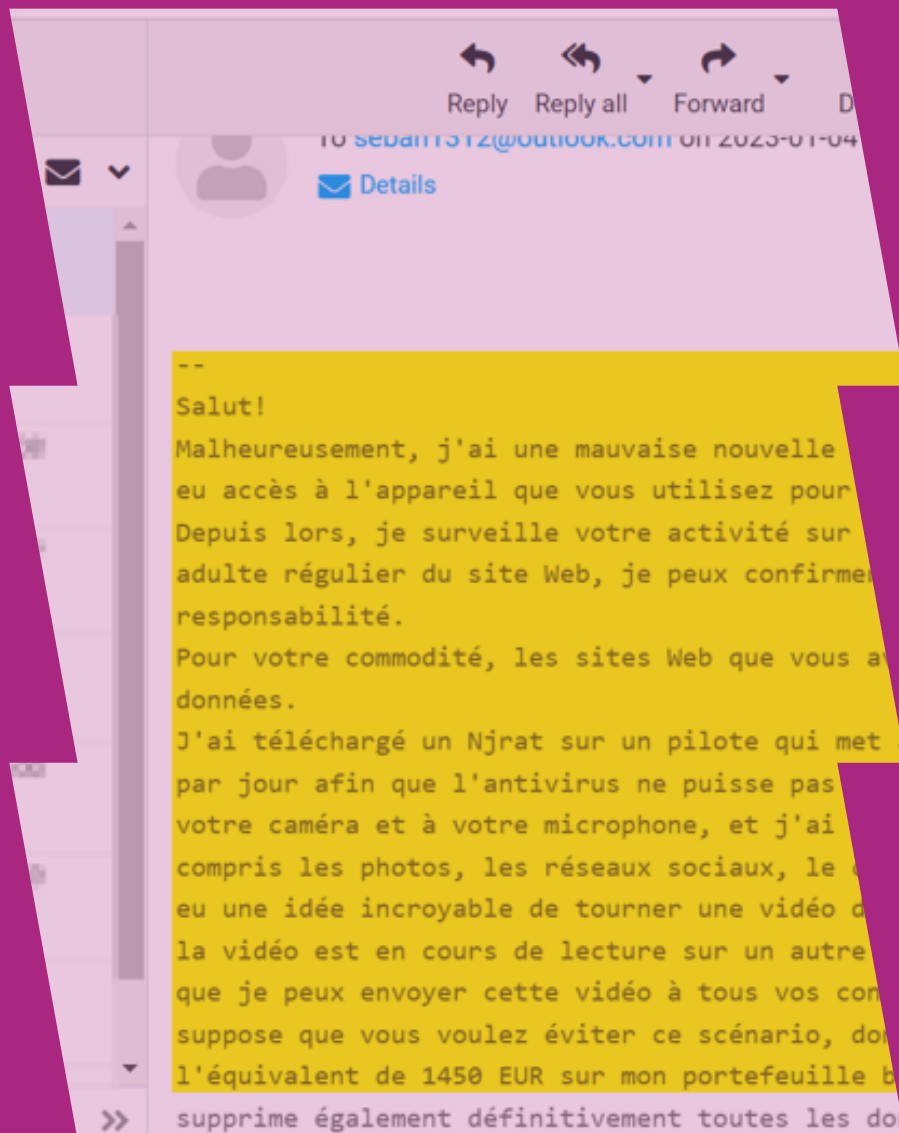 Reply Reply all Forward D
To seban1312@outlook.com on 2023-01-04
Details
--
Salut!
Malheureusement, j'ai une mauvaise nouvelle
eu accès à l'appareil que vous utilisez pour
Depuis lors, je surveille votre activité sur
adulte régulier du site Web, je peux confirmer
responsabilité.
Pour votre commodité, les sites Web que vous
données.
J'ai téléchargé un Njrat sur un pilote qui met
par jour afin que l'antivirus ne puisse pas
votre caméra et à votre microphone, et j'ai
compris les photos, les réseaux sociaux, le
eu une idée incroyable de tourner une vidéo
la vidéo est en cours de lecture sur un autre
que je peux envoyer cette vidéo à tous vos
suppose que vous voulez éviter ce scénario,
l'équivalent de 1450 EUR sur mon portefeuille
supprime également définitivement toutes les